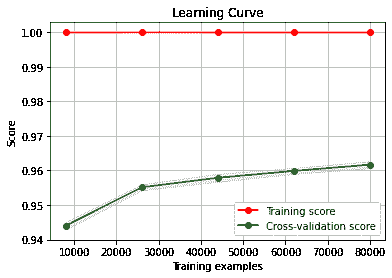 Learning Curve
1.00
0.99
0.98
0.97
0.96
0.95
0.94
Score
Training score
Cross-validation score
10000 20000 30000 40000 50000 60000 70000 80000
Training examples